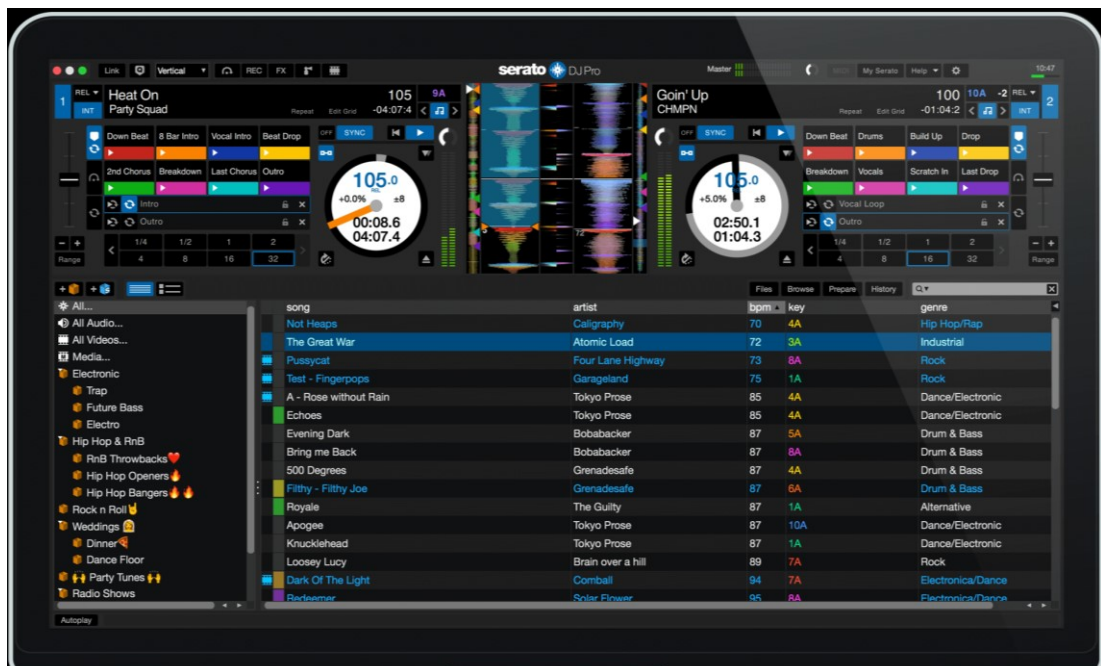 Link Vertical REC FX serato DJ Pro Master MIDI My Serato Help 10:47
1 REL Heat On 105 9A
INT Party Squad Repeat Edit Grid -04:07:4
Goin' Up 100 10A -2 REL 2
CHMPN Repeat Edit Grid -01:04:2 INT
Down Beat 8 Bar Intro Vocal Intro Beat Drop OFF SYNC
2nd Chorus Breakdown Last Chorus Outro
Intro
Outro
1/4 1/2 1 2
4 8 16 32
Range
105.0
REL
+0.0% ±8
00:08.6
04:07.4
5 72
OFF SYNC Down Beat Drums Build Up Drop
Breakdown Vocals Scratch In Last Drop
Vocal Loop
Outro
1/4 1/2 1 2
4 8 16 32
Range
105.0
+5.0% ±8
02:50.1
01:04.3
Files Browse Prepare History
All...
All Audio...
All Videos...
Media...
Electronic
Trap
Future Bass
Electro
Hip Hop & RnB
RnB Throwbacks❤️
Hip Hop Openers🔥
Hip Hop Bangers🔥🔥
Rock n Roll🤘
Weddings👰
Dinner🍕
Dance Floor
🙌 Party Tunes 🙌
Radio Shows
song artist bpm key genre
Not Heaps Caligraphy 70 4A Hip Hop/Rap
The Great War Atomic Load 72 3A Industrial
Pussycat Four Lane Highway 73 8A Rock
Test - Fingerpops Garageland 75 1A Rock
A - Rose without Rain Tokyo Prose 85 4A Dance/Electronic
Echoes Tokyo Prose 85 4A Dance/Electronic
Evening Dark Bobabacker 87 5A Drum & Bass
Bring me Back Bobabacker 87 8A Drum & Bass
500 Degrees Grenadesafe 87 4A Drum & Bass
Filthy - Filthy Joe Grenadesafe 87 6A Drum & Bass
Royale The Guilty 87 1A Alternative
Apogee Tokyo Prose 87 10A Dance/Electronic
Knucklehead Tokyo Prose 87 1A Dance/Electronic
Loosey Lucy Brain over a hill 89 7A Rock
Dark Of The Light Comball 94 7A Electronica/Dance
Redeemer Solar Flower 95 8A Electronica/Dance
Autoplay